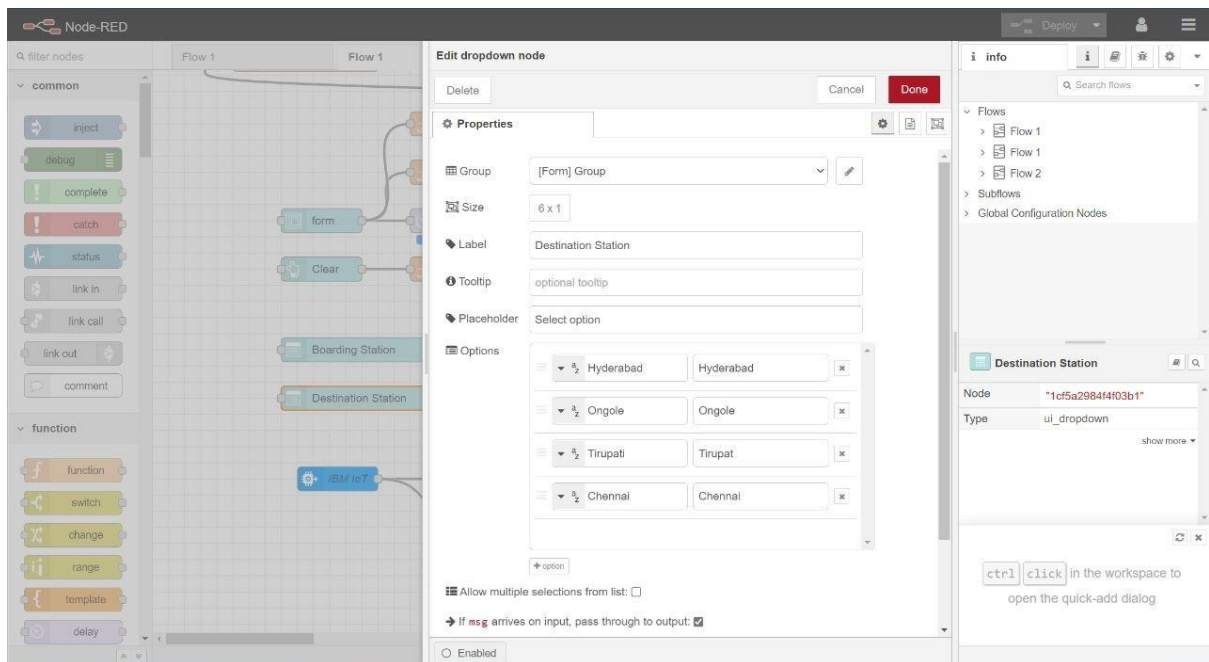 Node-RED
Deploy
filter nodes
Flow 1
Flow 1
common
inject
debug
complete
catch
status
link in
link call
link out
comment
function
function
switch
change
range
template
delay
form
Clear
Boarding Station
Destination Station
IBM IoT
Edit dropdown node
Delete
Cancel
Done
Properties
Group
[Form] Group
Size
6 x 1
Label
Destination Station
Tooltip
optional tooltip
Placeholder
Select option
Options
Hyderabad Hyderabad
Ongole Ongole
Tirupati Tirupat
Chennai Chennai
+ option
Allow multiple selections from list:
If msg arrives on input, pass through to output:
Enabled
i info
Search flows
Flows
Flow 1
Flow 1
Flow 2
Subflows
Global Configuration Nodes
Destination Station
Node "1cf5a2984f4f03b1"
Type ui_dropdown
show more
ctrl click in the workspace to
open the quick-add dialog